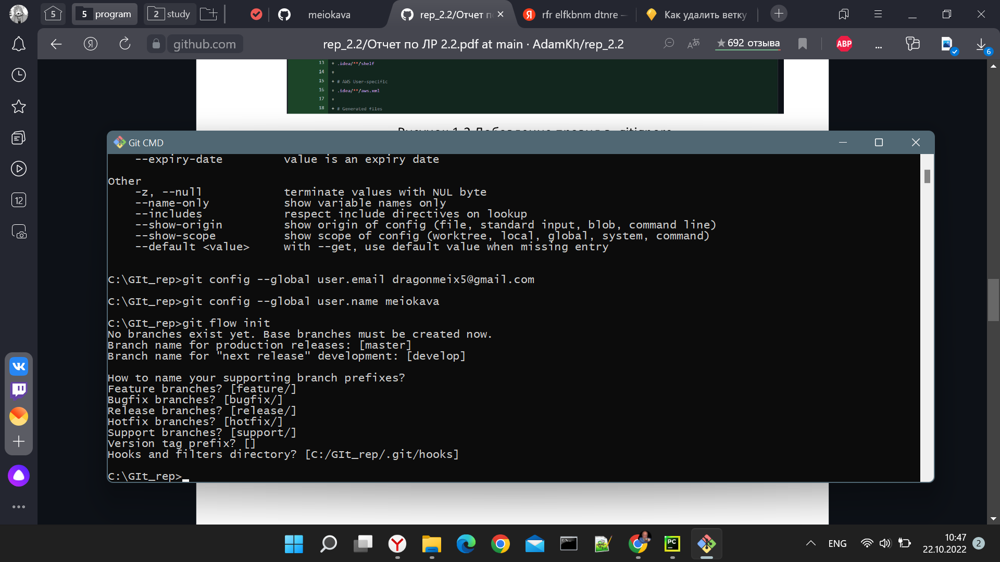 5
5 program
2 study
meiokava
rep_2.2/Отчет п
rfr elfkbnm dtnre —
Как удалить ветку
github.com
rep_2.2/Отчет по ЛР 2.2.pdf at main · AdamKh/rep_2.2
★ 692 отзыва
ABP
...
6
13 + .idea/**/shelf
14 +
15 + # AWS User-specific
16 + .idea/**/aws.xml
17 +
18 + # Generated files
Git CMD
--expiry-date value is an expiry date
Other
-z, --null terminate values with NUL byte
--name-only show variable names only
--includes respect include directives on lookup
--show-origin show origin of config (file, standard input, blob, command line)
--show-scope show scope of config (worktree, local, global, system, command)
--default <value> with --get, use default value when missing entry
C:\GIt_rep>git config --global user.email dragonmeix5@gmail.com
C:\GIt_rep>git config --global user.name meiokava
C:\GIt_rep>git flow init
No branches exist yet. Base branches must be created now.
Branch name for production releases: [master]
Branch name for "next release" development: [develop]
How to name your supporting branch prefixes?
Feature branches? [feature/]
Bugfix branches? [bugfix/]
Release branches? [release/]
Hotfix branches? [hotfix/]
Support branches? [support/]
Version tag prefix? []
Hooks and filters directory? [C:/GIt_rep/.git/hooks]
C:\GIt_rep>
12
ENG
10:47
22.10.2022
2